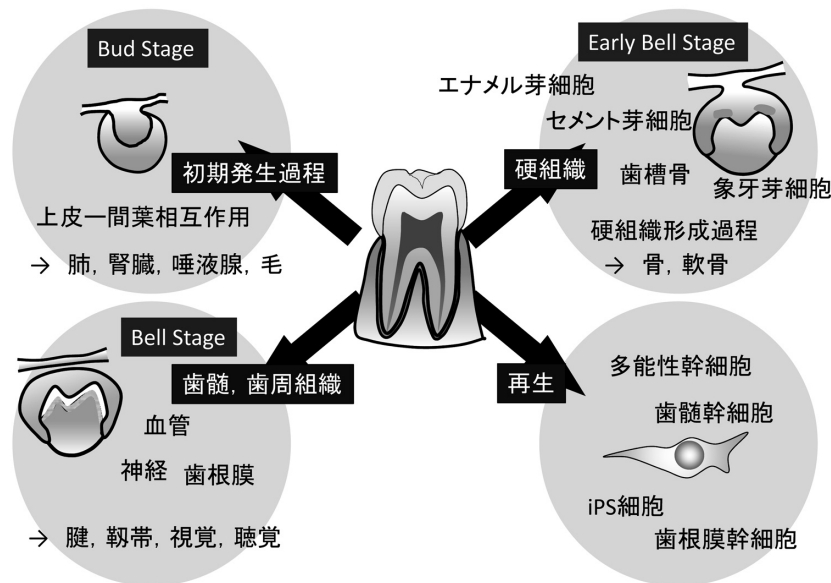 Bud Stage
初期発生過程
上皮ー間葉相互作用
→ 肺, 腎臓, 唾液腺, 毛
Early Bell Stage
エナメル芽細胞
セメント芽細胞
硬組織
歯槽骨
象牙芽細胞
硬組織形成過程
→ 骨, 軟骨
Bell Stage
歯髄, 歯周組織
血管
神経
歯根膜
→ 腱, 靱帯, 視覚, 聴覚
再生
多能性幹細胞
歯髄幹細胞
iPS細胞
歯根膜幹細胞